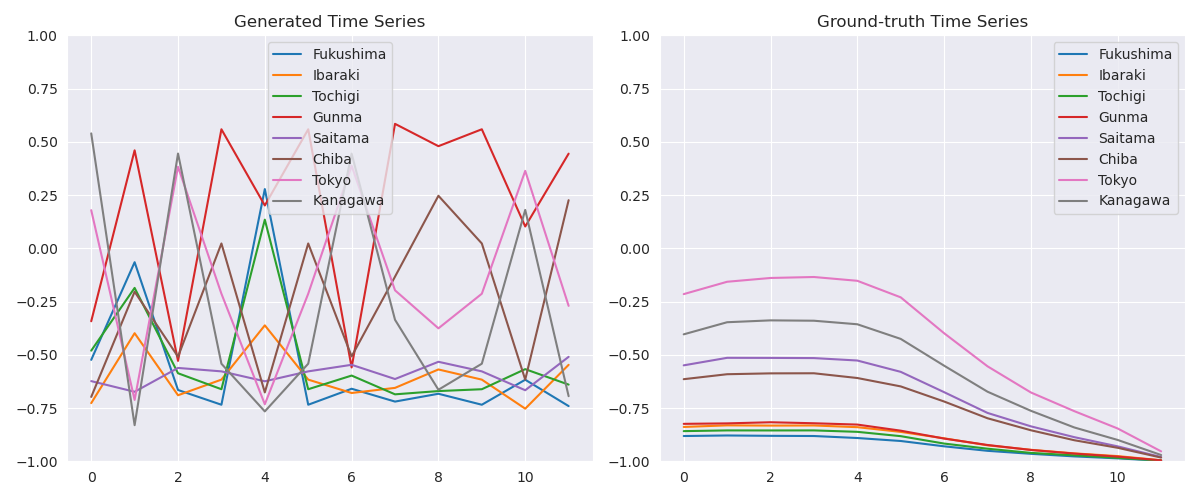 Generated Time Series
1.00
0.75
0.50
0.25
0.00
−0.25
−0.50
−0.75
−1.00
0 2 4 6 8 10
Fukushima
Ibaraki
Tochigi
Gunma
Saitama
Chiba
Tokyo
Kanagawa
Ground-truth Time Series
1.00
0.75
0.50
0.25
0.00
−0.25
−0.50
−0.75
−1.00
0 2 4 6 8 10
Fukushima
Ibaraki
Tochigi
Gunma
Saitama
Chiba
Tokyo
Kanagawa